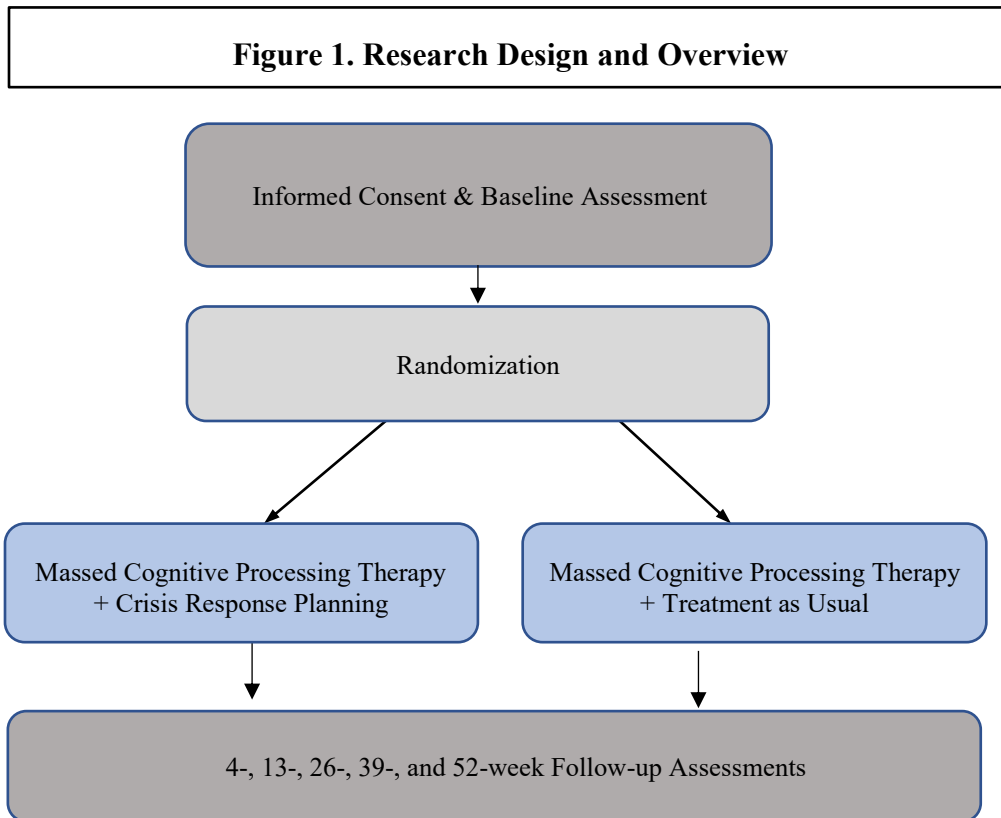 Figure 1. Research Design and Overview
Informed Consent & Baseline Assessment
Randomization
Massed Cognitive Processing Therapy
+ Crisis Response Planning
Massed Cognitive Processing Therapy
+ Treatment as Usual
4-, 13-, 26-, 39-, and 52-week Follow-up Assessments